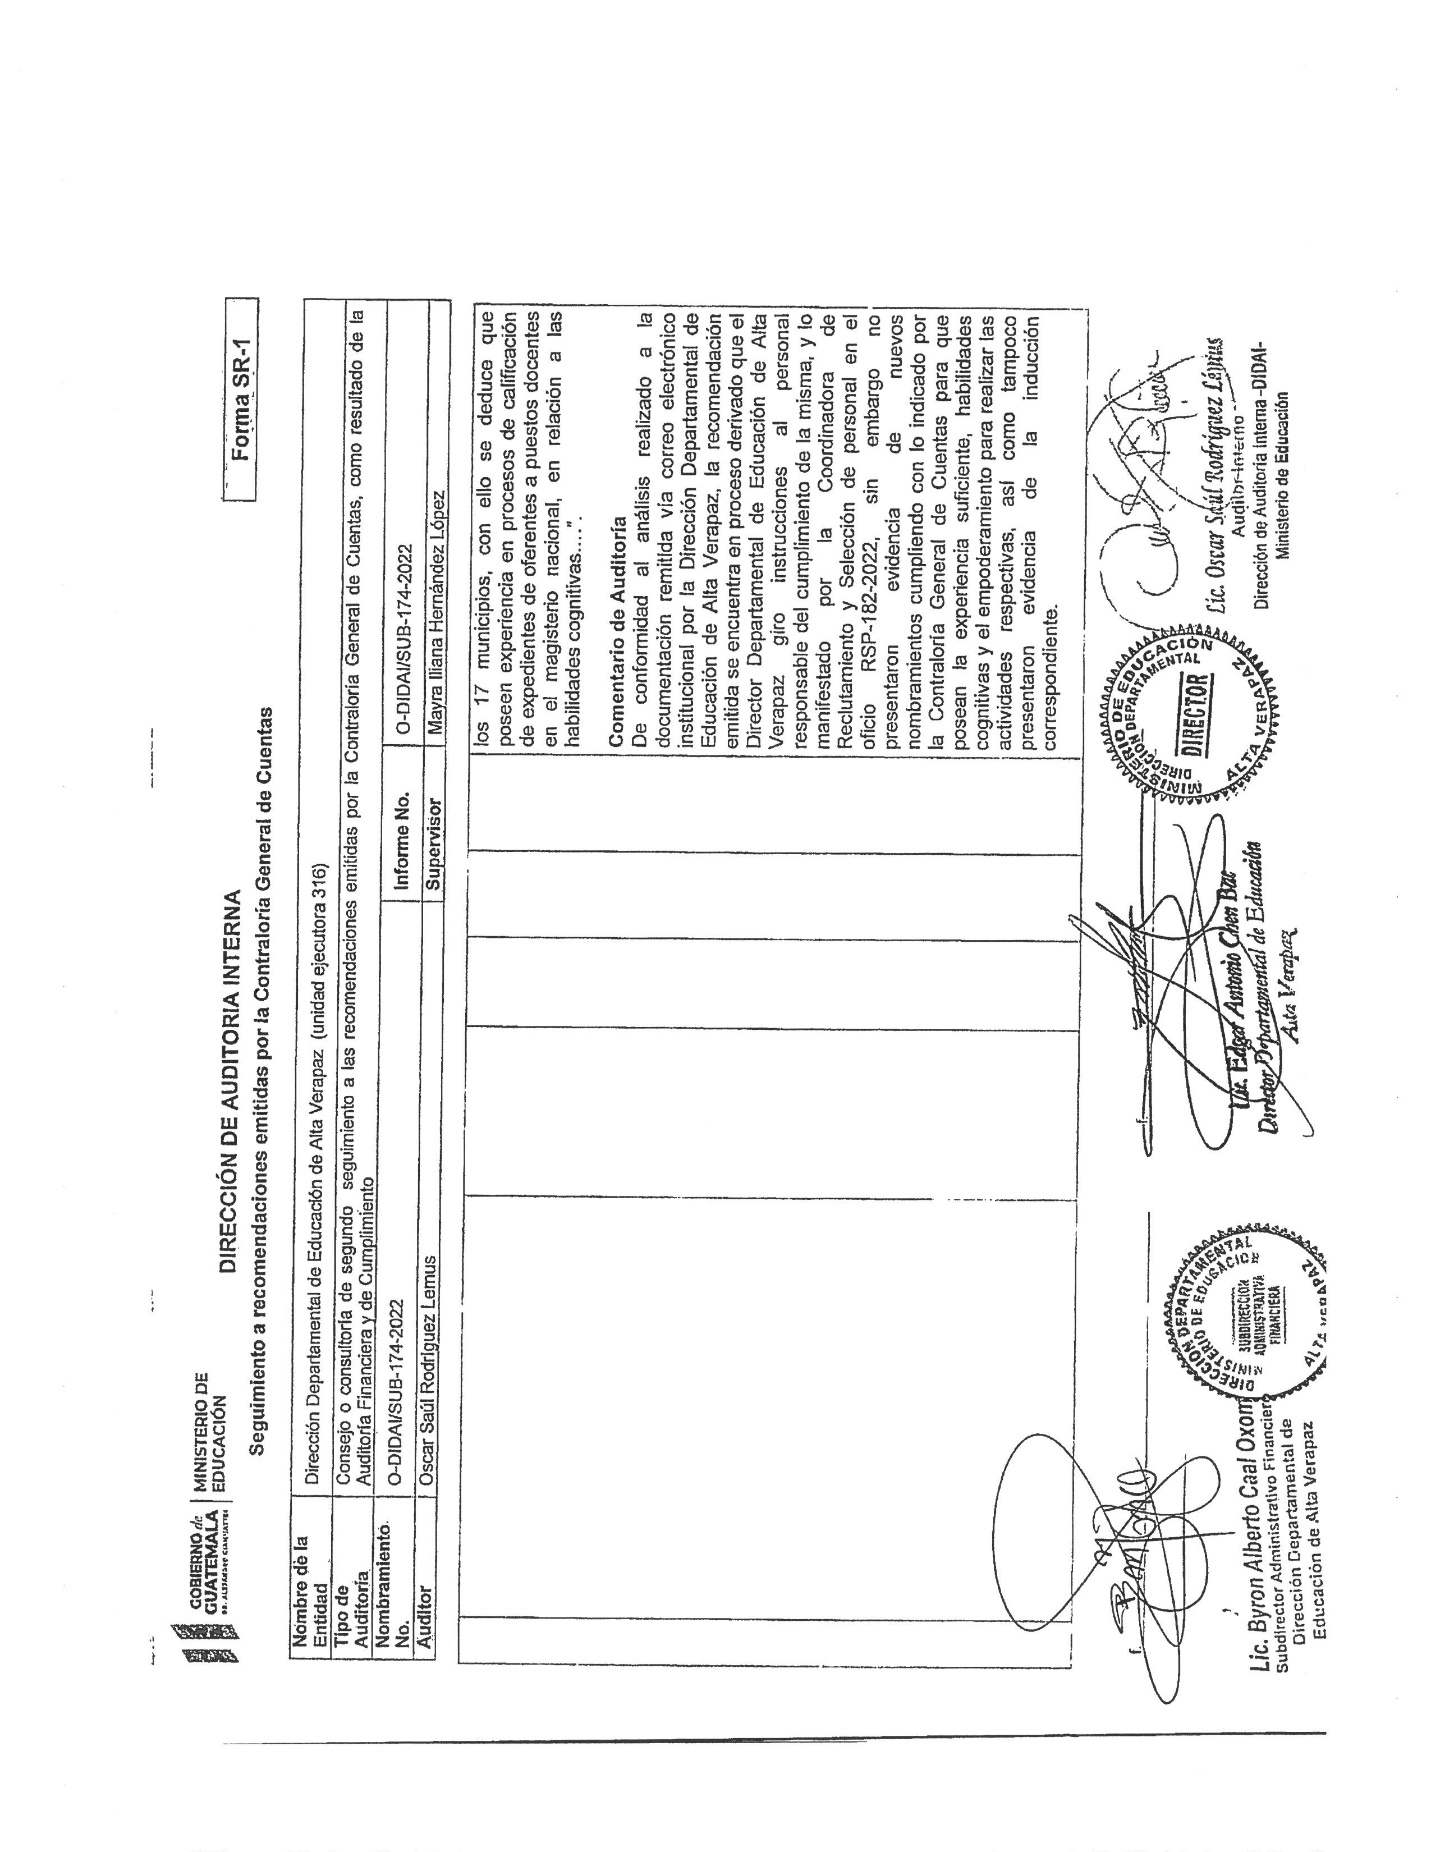 GOBIERNO de
GUATEMALA
DR. ALEJANDRO GIAMMATTEI
MINISTERIO DE
EDUCACIÓN
DIRECCIÓN DE AUDITORIA INTERNA
Forma SR-1
Seguimiento a recomendaciones emitidas por la Contraloría General de Cuentas
Nombre de la
Entidad
Dirección Departamental de Educación de Alta Verapaz (unidad ejecutora 316)
Tipo de
Auditoría
Consejo o consultoría de segundo seguimiento a las recomendaciones emitidas por la Contraloría General de Cuentas, como resultado de la
Auditoría Financiera y de Cumplimiento
Nombramiento
No.
O-DIDAI/SUB-174-2022
Informe No.
O-DIDAI/SUB-174-2022
Auditor
Oscar Saúl Rodríguez Lemus
Supervisor
Mayra Iliana Hernández López
los 17 municipios, con ello se deduce que
poseen experiencia en procesos de calificación
de expedientes de oferentes a puestos docentes
en el magisterio nacional, en relación a las
habilidades cognitivas...."
Comentario de Auditoría
De conformidad al análisis realizado a la
documentación remitida vía correo electrónico
institucional por la Dirección Departamental de
Educación de Alta Verapaz, la recomendación
emitida se encuentra en proceso derivado que el
Director Departamental de Educación de Alta
Verapaz giro instrucciones al personal
responsable del cumplimiento de la misma, y lo
manifestado por la Coordinadora de
Reclutamiento y Selección de personal en el
oficio RSP-182-2022, sin embargo no
presentaron evidencia de nuevos
nombramientos cumpliendo con lo indicado por
la Contraloría General de Cuentas para que
posean la experiencia suficiente, habilidades
cognitivas y el empoderamiento para realizar las
actividades respectivas, así como tampoco
presentaron evidencia de la inducción
correspondiente.
f.
Lic. Byron Alberto Caal Oxom
Subdirector Administrativo Financiero
Dirección Departamental de
Educación de Alta Verapaz
DIRECCION DEPARTAMENTAL
MINISTERIO DE EDUCACION
SUBDIRECCION
ADMINISTRATIVA
FINANCIERA
ALTA VERAPAZ
f.
Lic. Edgar Antonio Chen Bac
Director Departamental de Educación
Alta Verapaz
MINISTERIO DE EDUCACIÓN
DIRECCIÓN DEPARTAMENTAL
DIRECTOR
ALTA VERAPAZ
Lic. Oscar Saúl Rodríguez Lemus
Auditor Interno
Dirección de Auditoria Interna -DIDAI-
Ministerio de Educación